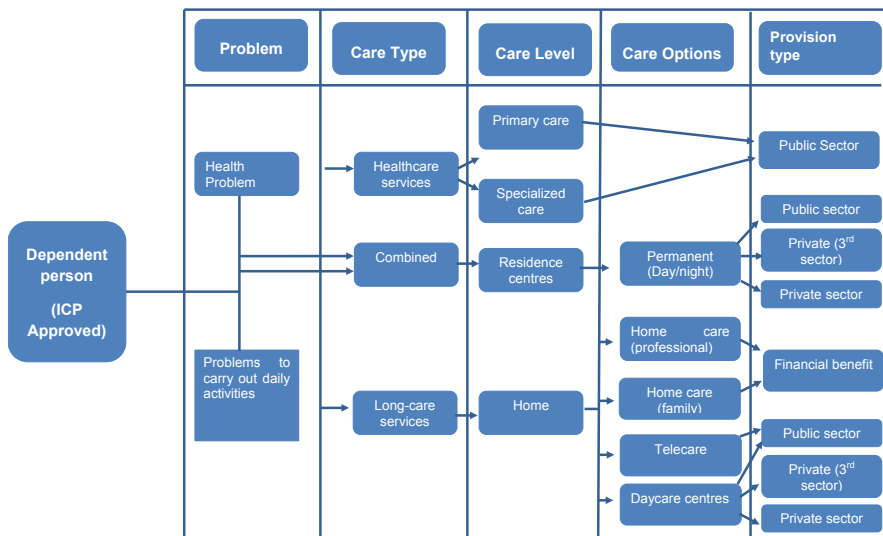 Problem
Care Type
Care Level
Care Options
Provision
type
Health
Problem
Healthcare
services
Primary care
Specialized
care
Public Sector
Dependent
person
(ICP
Approved)
Combined
Residence
centres
Permanent
(Day/night)
Public sector
Private (3rd
sector)
Private sector
Problems to
carry out daily
activities
Long-care
services
Home
Home care
(professional)
Home care
(family)
Financial benefit
Telecare
Daycare centres
Public sector
Private (3rd
sector)
Private sector